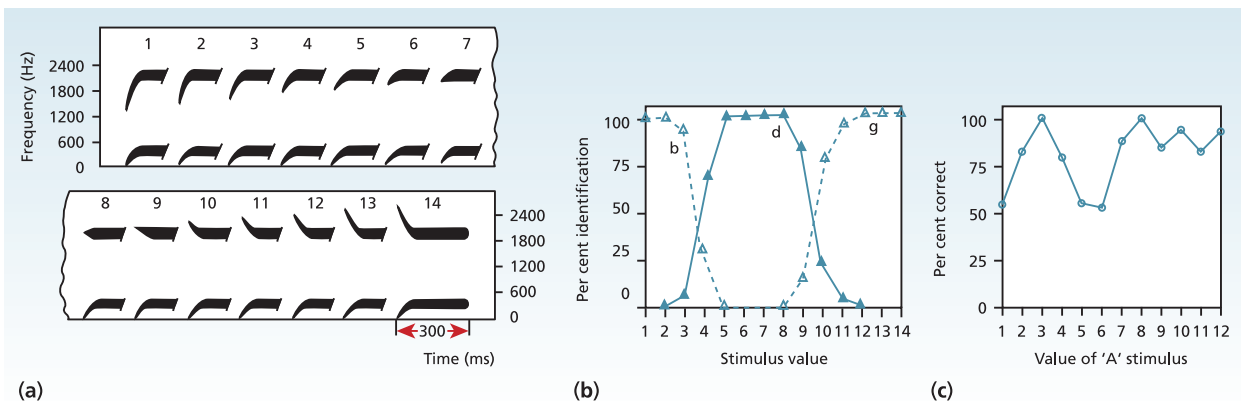 Frequency (Hz)
2400
1800
1200
600
0
1 2 3 4 5 6 7
8 9 10 11 12 13 14
2400
1800
1200
600
0
300
Time (ms)
(a)
Per cent identification
100
75
50
25
0
b
d
g
1 2 3 4 5 6 7 8 9 10 11 12 13 14
Stimulus value
(b)
Per cent correct
100
75
50
25
0
1 2 3 4 5 6 7 8 9 10 11 12
Value of ‘A’ stimulus
(c)